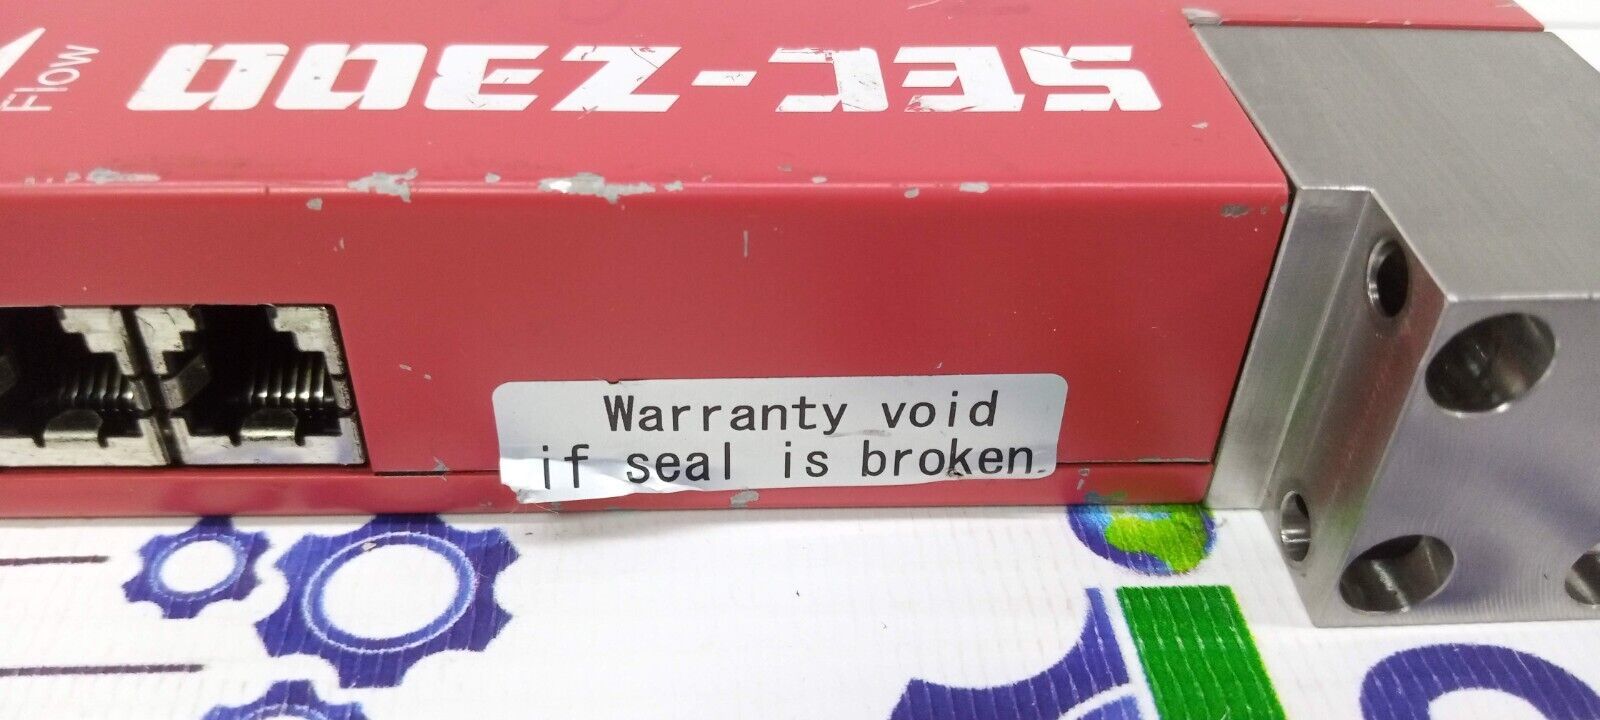 SEC-Z300
Flow
Warranty void
if seal is broken.